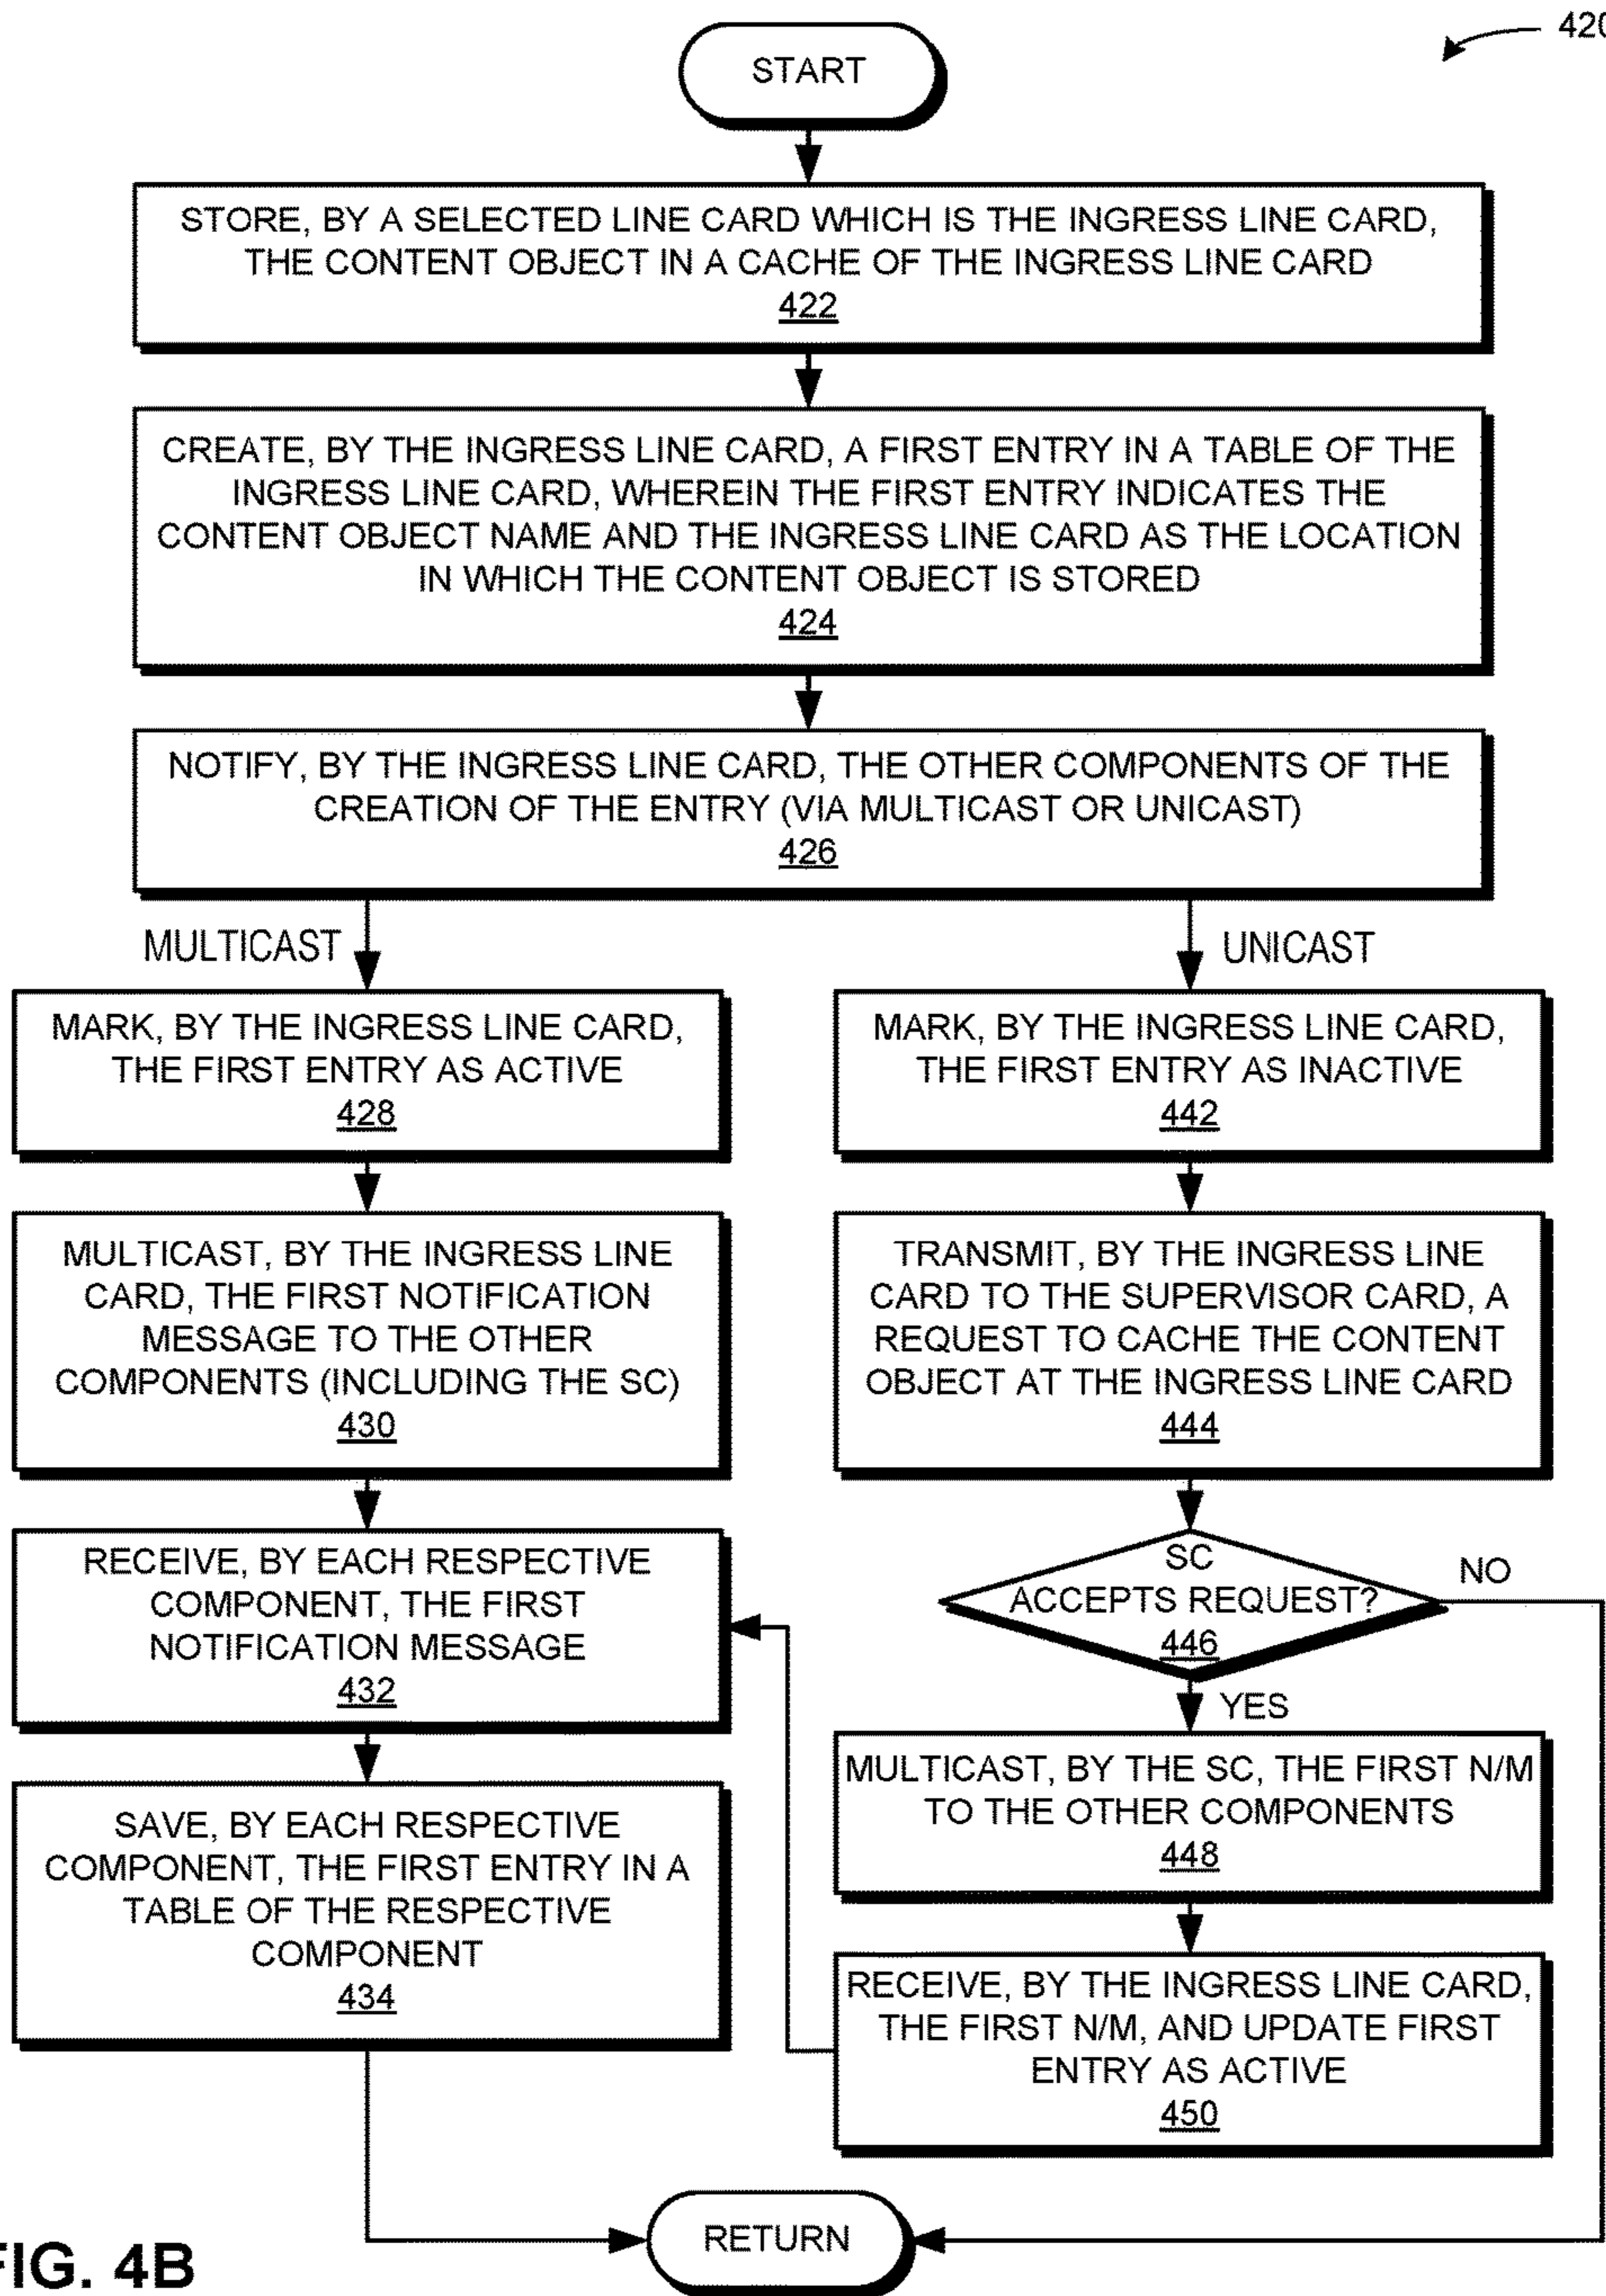 420
START
STORE, BY A SELECTED LINE CARD WHICH IS THE INGRESS LINE CARD,
THE CONTENT OBJECT IN A CACHE OF THE INGRESS LINE CARD
422
CREATE, BY THE INGRESS LINE CARD, A FIRST ENTRY IN A TABLE OF THE
INGRESS LINE CARD, WHEREIN THE FIRST ENTRY INDICATES THE
CONTENT OBJECT NAME AND THE INGRESS LINE CARD AS THE LOCATION
IN WHICH THE CONTENT OBJECT IS STORED
424
NOTIFY, BY THE INGRESS LINE CARD, THE OTHER COMPONENTS OF THE
CREATION OF THE ENTRY (VIA MULTICAST OR UNICAST)
426
MULTICAST
MARK, BY THE INGRESS LINE CARD,
THE FIRST ENTRY AS ACTIVE
428
MULTICAST, BY THE INGRESS LINE
CARD, THE FIRST NOTIFICATION
MESSAGE TO THE OTHER
COMPONENTS (INCLUDING THE SC)
430
RECEIVE, BY EACH RESPECTIVE
COMPONENT, THE FIRST
NOTIFICATION MESSAGE
432
SAVE, BY EACH RESPECTIVE
COMPONENT, THE FIRST ENTRY IN A
TABLE OF THE RESPECTIVE
COMPONENT
434
UNICAST
MARK, BY THE INGRESS LINE CARD,
THE FIRST ENTRY AS INACTIVE
442
TRANSMIT, BY THE INGRESS LINE
CARD TO THE SUPERVISOR CARD, A
REQUEST TO CACHE THE CONTENT
OBJECT AT THE INGRESS LINE CARD
444
SC
ACCEPTS REQUEST?
446
NO
YES
MULTICAST, BY THE SC, THE FIRST N/M
TO THE OTHER COMPONENTS
448
RECEIVE, BY THE INGRESS LINE CARD,
THE FIRST N/M, AND UPDATE FIRST
ENTRY AS ACTIVE
450
RETURN
FIG. 4B